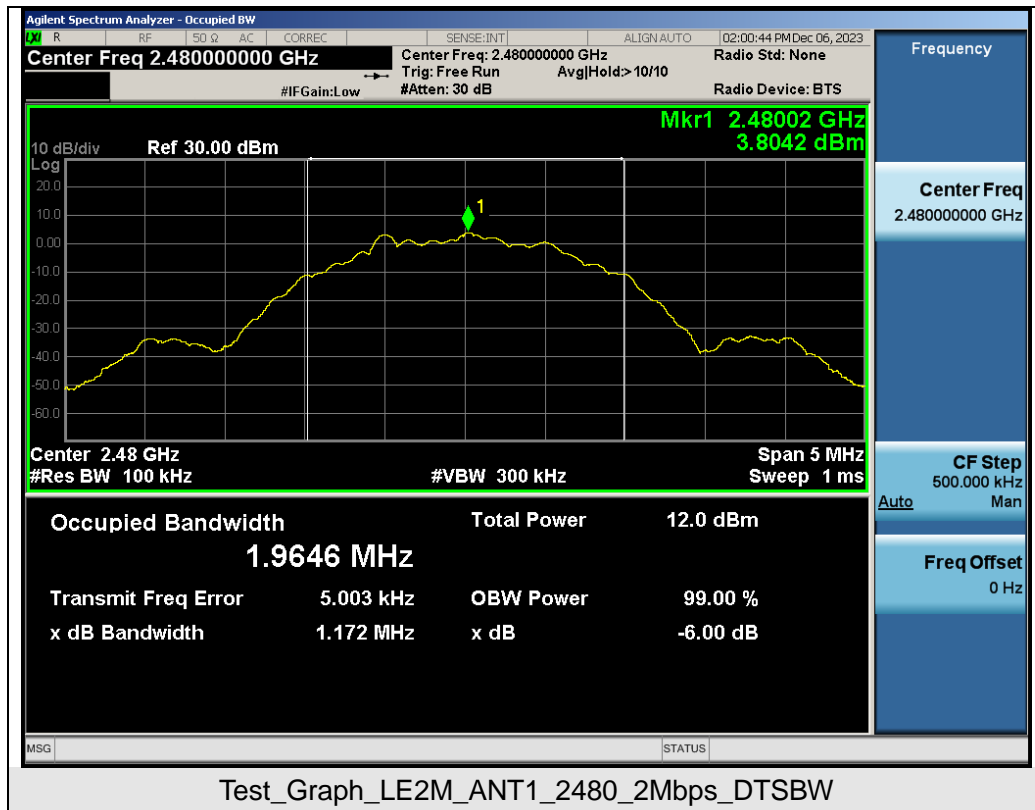 Agilent Spectrum Analyzer - Occupied BW
LXI R RF 50 Ω AC CORREC SENSE:INT ALIGN AUTO 02:00:44 PM Dec 06, 2023
Center Freq 2.480000000 GHz
Center Freq: 2.480000000 GHz
Radio Std: None
Trig: Free Run Avg|Hold:> 10/10
#IFGain:Low
#Atten: 30 dB
Radio Device: BTS
Mkr1 2.48002 GHz
3.8042 dBm
10 dB/div Ref 30.00 dBm
Log
20.0
10.0
0.00
-10.0
-20.0
-30.0
-40.0
-50.0
-60.0
1
Center 2.48 GHz
Span 5 MHz
#Res BW 100 kHz
#VBW 300 kHz
Sweep 1 ms
Occupied Bandwidth
Total Power 12.0 dBm
1.9646 MHz
Transmit Freq Error 5.003 kHz
OBW Power 99.00 %
x dB Bandwidth 1.172 MHz
x dB -6.00 dB
Frequency
Center Freq
2.480000000 GHz
CF Step
500.000 kHz
Auto Man
Freq Offset
0 Hz
MSG
STATUS
Test_Graph_LE2M_ANT1_2480_2Mbps_DTSBW